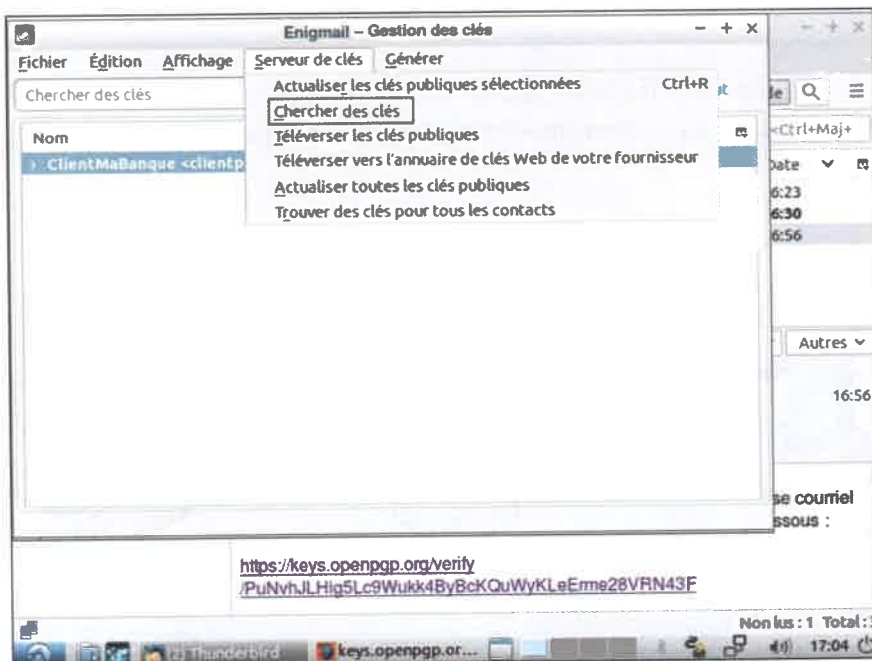 Enigmail – Gestion des clés
Fichier Édition Affichage Serveur de clés Générer
Chercher des clés
Actualiser les clés publiques sélectionnées Ctrl+R
Chercher des clés
Téléverser les clés publiques
Téléverser vers l'annuaire de clés Web de votre fournisseur
Actualiser toutes les clés publiques
Trouver des clés pour tous les contacts
Nom
ClientMaBanque
<Ctrl+Maj+
Date
6:23
6:30
6:56
Autres
16:56
se courriel
ssous :
https://keys.openpgp.org/verify
Non lus : 1 Total :
(2) Thunderbird
keys.openpgp.or...
17:04